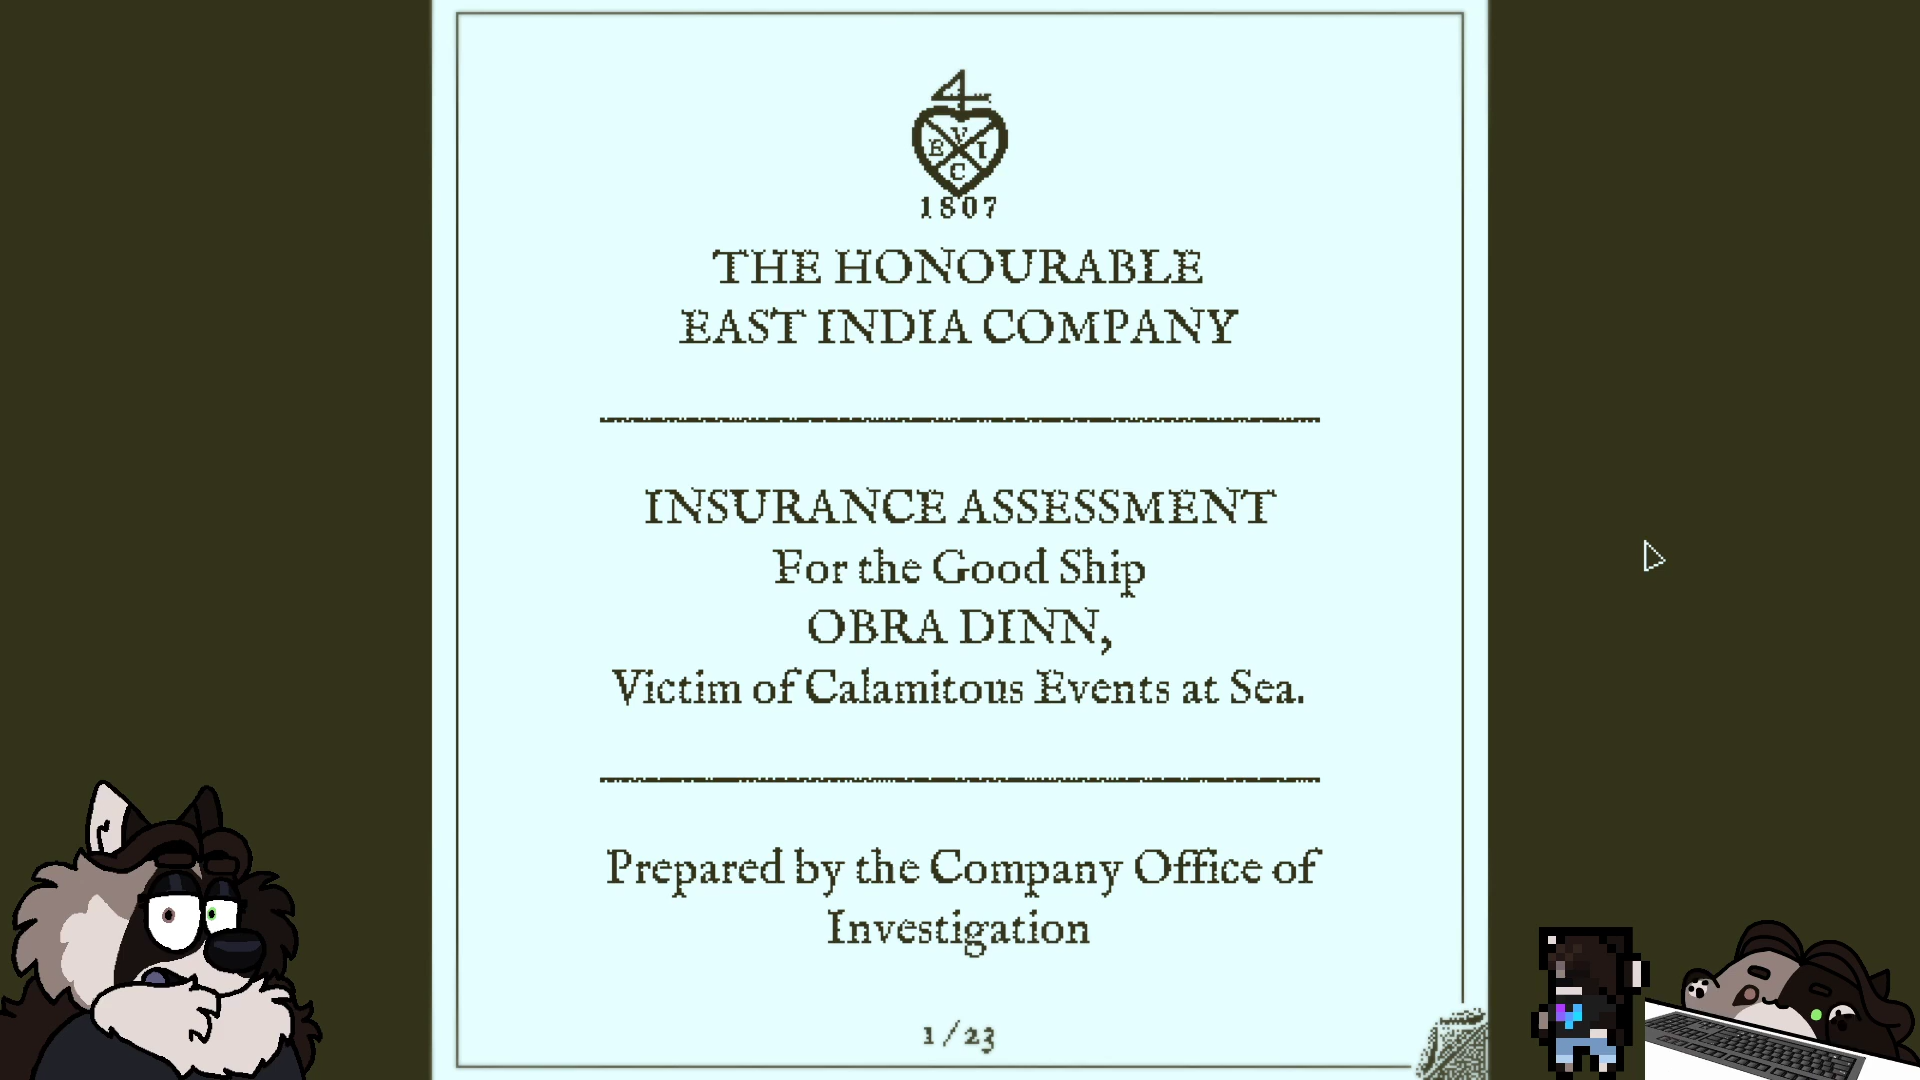 4
V
E I
C
1807
THE HONOURABLE
EAST INDIA COMPANY
INSURANCE ASSESSMENT
For the Good Ship
OBRA DINN,
Victim of Calamitous Events at Sea.
Prepared by the Company Office of
Investigation
1 / 23